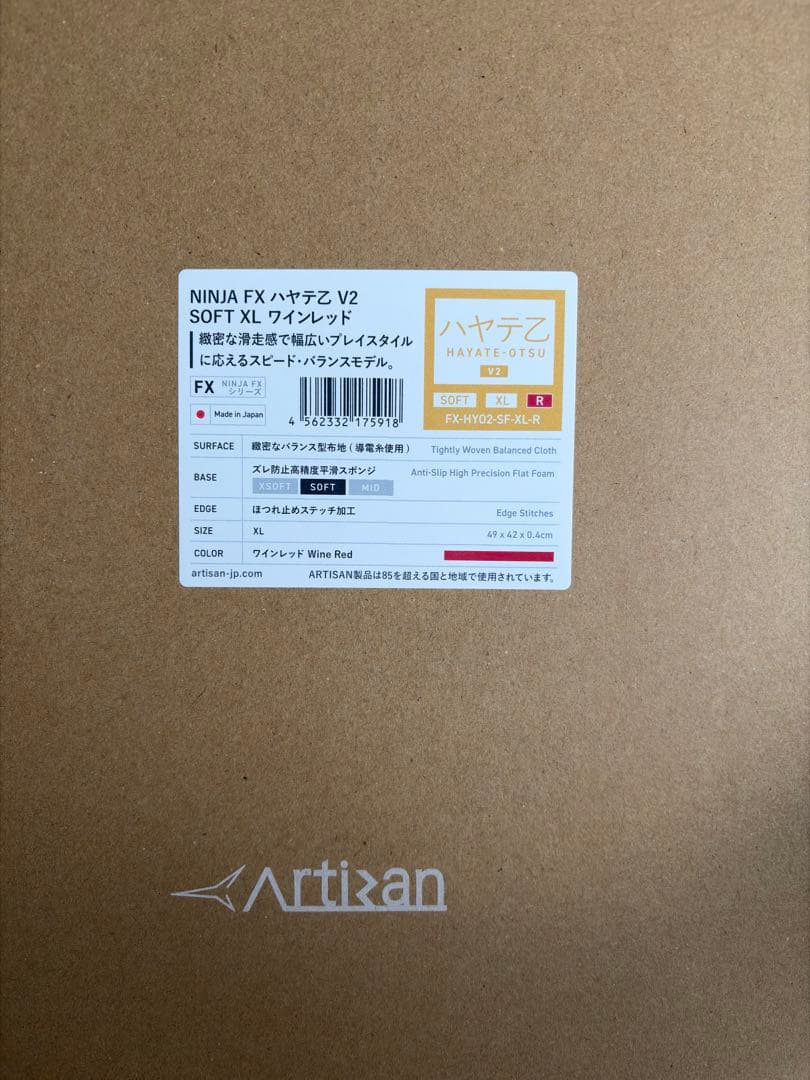 NINJA FX ハヤテ乙 V2
SOFT XL ワインレッド
緻密な滑走感で幅広いプレイスタイル
に応えるスピード・バランスモデル。
FX NINJA FX
シリーズ
Made in Japan
4 562332 175918
ハヤテ乙
HAYATE-OTSU
V2
SOFT XL R
FX-HY02-SF-XL-R
SURFACE 緻密なバランス型布地 ( 導電糸使用 ) Tightly Woven Balanced Cloth
BASE ズレ防止高精度平滑スポンジ Anti-Slip High Precision Flat Foam
XSOFT SOFT MID
EDGE ほつれ止めステッチ加工 Edge Stitches
SIZE XL 49 x 42 x 0.4cm
COLOR ワインレッド Wine Red
artisan-jp.com ARTISAN製品は85を超える国と地域で使用されています。
Artisan